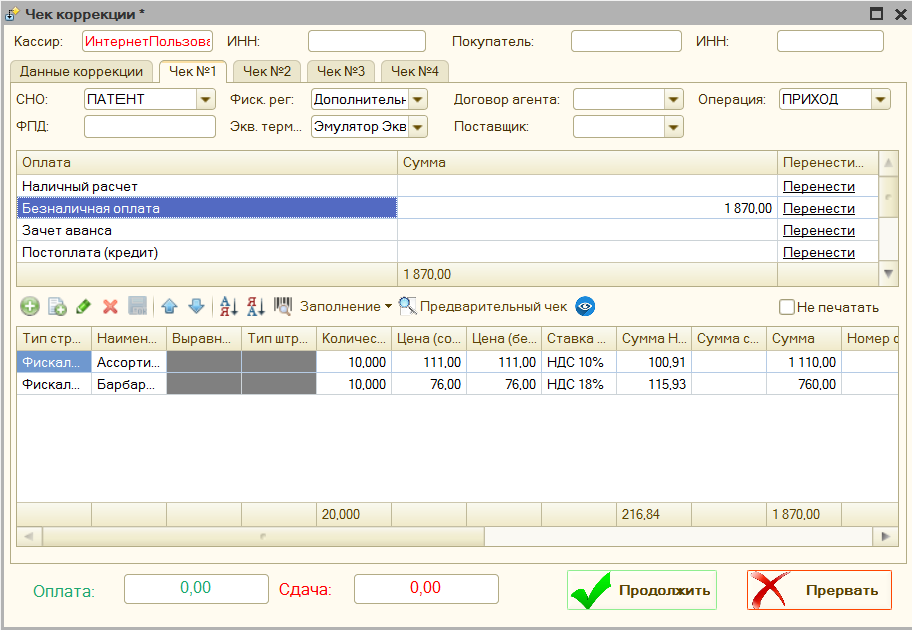 Чек коррекции *
Кассир: ИнтернетПользова ИНН: Покупатель: ИНН:
Данные коррекции Чек №1 Чек №2 Чек №3 Чек №4
СНО: ПАТЕНТ Фиск. рег: Дополнительн Договор агента: Операция: ПРИХОД
ФПД: Экв. терм... Эмулятор Экв Поставщик:
Оплата Сумма Перенести...
Наличный расчет Перенести
Безналичная оплата 1 870,00 Перенести
Зачет аванса Перенести
Постоплата (кредит) Перенести
1 870,00
Заполнение Предварительный чек Не печатать
Тип стр... Наимен... Выравн... Тип штр... Количес... Цена (со... Цена (бе... Ставка ... Сумма Н... Сумма с... Сумма Номер с
Фискал... Ассорти... 10,000 111,00 111,00 НДС 10% 100,91 1 110,00
Фискал... Барбар... 10,000 76,00 76,00 НДС 18% 115,93 760,00
20,000 216,84 1 870,00
Оплата: 0,00 Сдача: 0,00 Продолжить Прервать